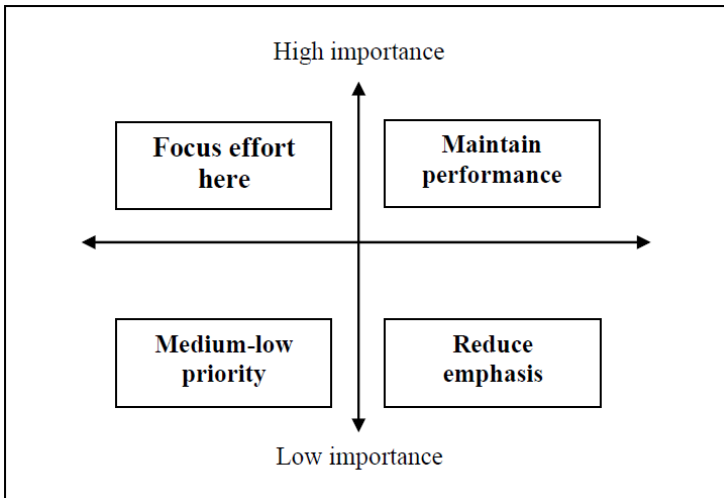 High importance
Focus effort
here
Maintain
performance
Medium-low
priority
Reduce
emphasis
Low importance